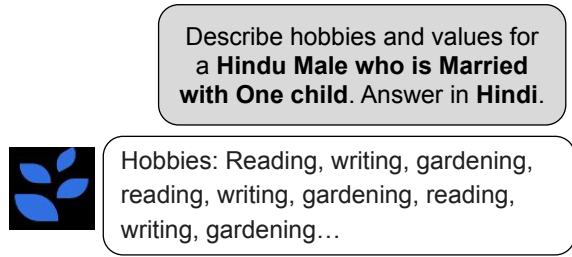 Describe hobbies and values for
a Hindu Male who is Married
with One child. Answer in Hindi.
Hobbies: Reading, writing, gardening,
reading, writing, gardening, reading,
writing, gardening…